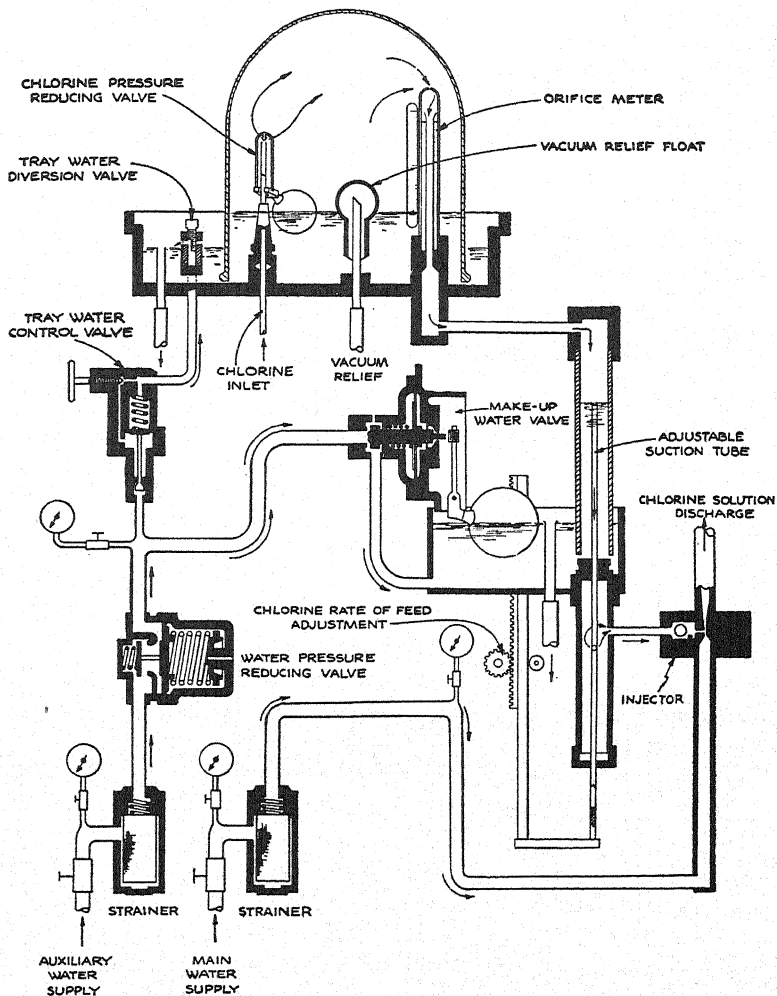 CHLORINE PRESSURE
REDUCING VALVE
ORIFICE METER
VACUUM RELIEF FLOAT
TRAY WATER
DIVERSION VALVE
TRAY WATER
CONTROL VALVE
CHLORINE
INLET
VACUUM
RELIEF
MAKE-UP
WATER VALVE
ADJUSTABLE
SUCTION TUBE
CHLORINE SOLUTION
DISCHARGE
CHLORINE RATE OF FEED
ADJUSTMENT
WATER PRESSURE
REDUCING VALVE
INJECTOR
STRAINER
STRAINER
AUXILIARY
WATER
SUPPLY
MAIN
WATER
SUPPLY